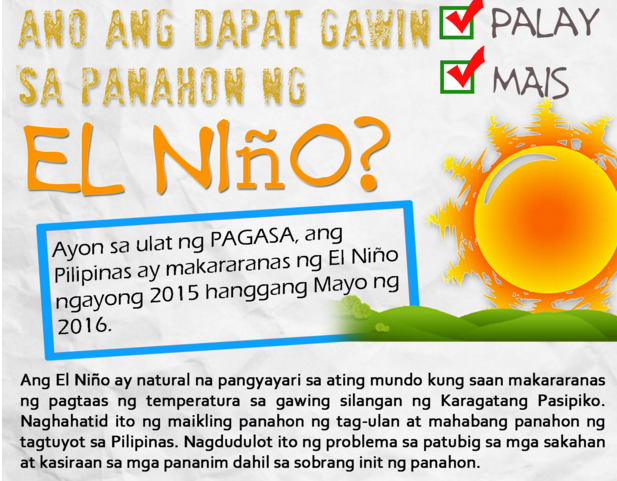 ANO ANG DAPAT GAWIN
SA PANAHON NG
EL NIñO?
PALAY
MAIS
Ayon sa ulat ng PAGASA, ang
Pilipinas ay makararanas ng El Niño
ngayong 2015 hanggang Mayo ng
2016.
Ang El Niño ay natural na pangyayari sa ating mundo kung saan makararanas
ng pagtaas ng temperatura sa gawing silangan ng Karagatang Pasipiko.
Naghahatid ito ng maikling panahon ng tag-ulan at mahabang panahon ng
tagtuyot sa Pilipinas. Nagdudulot ito ng problema sa patubig sa mga sakahan
at kasiraan sa mga pananim dahil sa sobrang init ng panahon.